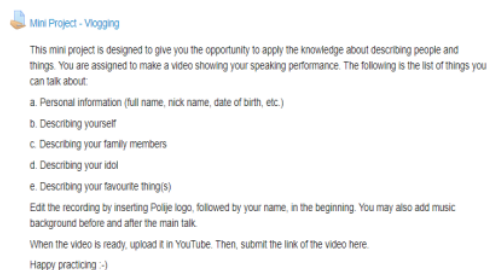 Mini Project - Vlogging
This mini project is designed to give you the opportunity to apply the knowledge about describing people and
things. You are assigned to make a video showing your speaking performance. The following is the list of things you
can talk about:
a. Personal information (full name, nick name, date of birth, etc.)
b. Describing yourself
c. Describing your family members
d. Describing your idol
e. Describing your favourite thing(s)
Edit the recording by inserting Polije logo, followed by your name, in the beginning. You may also add music
background before and after the main talk.
When the video is ready, upload it in YouTube. Then, submit the link of the video here.
Happy practicing :-)